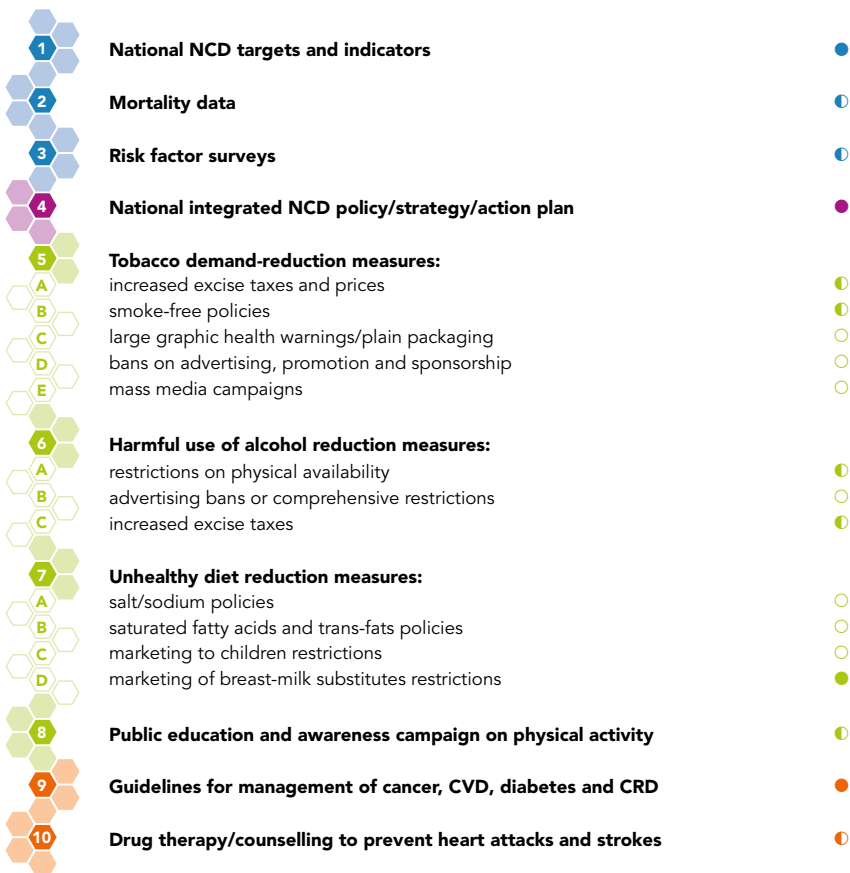 1 National NCD targets and indicators
2 Mortality data
3 Risk factor surveys
4 National integrated NCD policy/strategy/action plan
5 Tobacco demand-reduction measures:
A increased excise taxes and prices
B smoke-free policies
C large graphic health warnings/plain packaging
D bans on advertising, promotion and sponsorship
E mass media campaigns
6 Harmful use of alcohol reduction measures:
A restrictions on physical availability
B advertising bans or comprehensive restrictions
C increased excise taxes
7 Unhealthy diet reduction measures:
A salt/sodium policies
B saturated fatty acids and trans-fats policies
C marketing to children restrictions
D marketing of breast-milk substitutes restrictions
8 Public education and awareness campaign on physical activity
9 Guidelines for management of cancer, CVD, diabetes and CRD
10 Drug therapy/counselling to prevent heart attacks and strokes